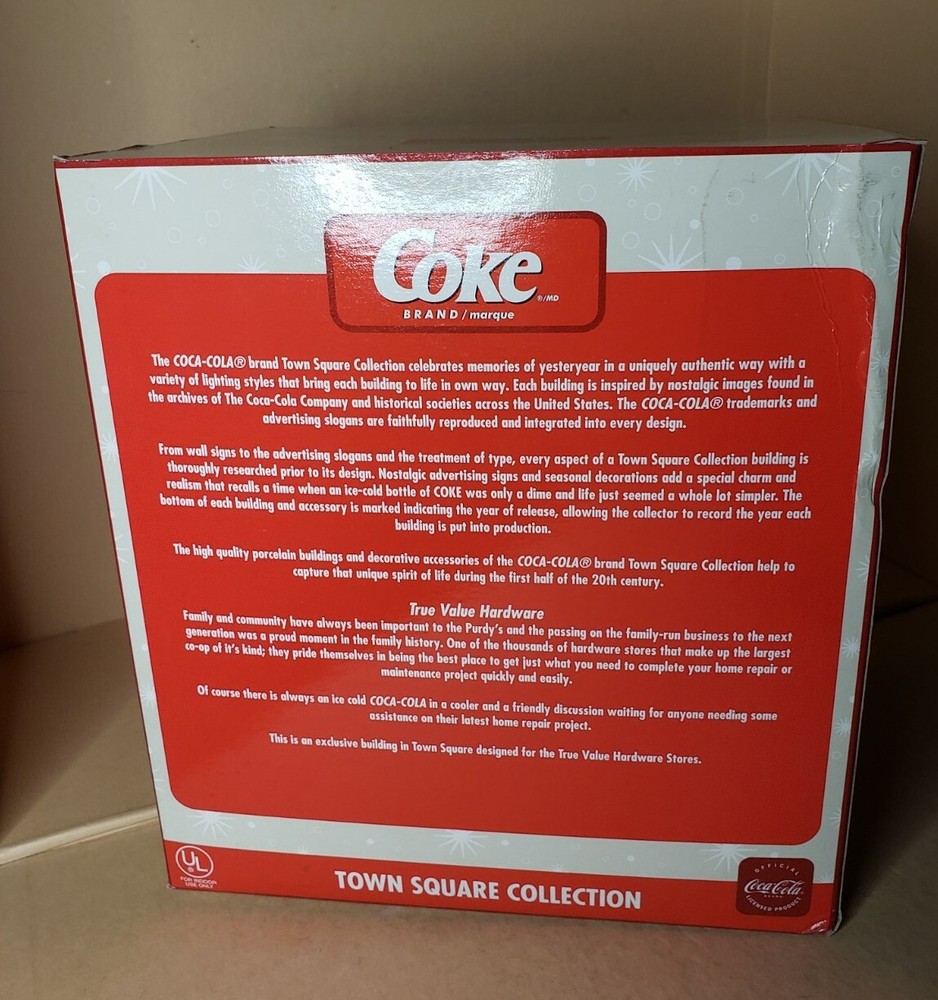 Coke ®/MD
BRAND / marque
The COCA-COLA® brand Town Square Collection celebrates memories of yesteryear in a uniquely authentic way with a
variety of lighting styles that bring each building to life in own way. Each building is inspired by nostalgic images found in
the archives of The Coca-Cola Company and historical societies across the United States. The COCA-COLA® trademarks and
advertising slogans are faithfully reproduced and integrated into every design.
From wall signs to the advertising slogans and the treatment of type, every aspect of a Town Square Collection building is
thoroughly researched prior to its design. Nostalgic advertising signs and seasonal decorations add a special charm and
realism that recalls a time when an ice-cold bottle of COKE was only a dime and life just seemed a whole lot simpler. The
bottom of each building and accessory is marked indicating the year of release, allowing the collector to record the year each
building is put into production.
The high quality porcelain buildings and decorative accessories of the COCA-COLA® brand Town Square Collection help to
capture that unique spirit of life during the first half of the 20th century.
True Value Hardware
Family and community have always been important to the Purdy's and the passing on the family-run business to the next
generation was a proud moment in the family history. One of the thousands of hardware stores that make up the largest
co-op of it's kind; they pride themselves in being the best place to get just what you need to complete your home repair or
maintenance project quickly and easily.
Of course there is always an ice cold COCA-COLA in a cooler and a friendly discussion waiting for anyone needing some
assistance on their latest home repair project.
This is an exclusive building in Town Square designed for the True Value Hardware Stores.
UL ®
FOR INDOOR
USE ONLY
TOWN SQUARE COLLECTION
OFFICIAL
Coca-Cola
BRAND
LICENSED PRODUCT